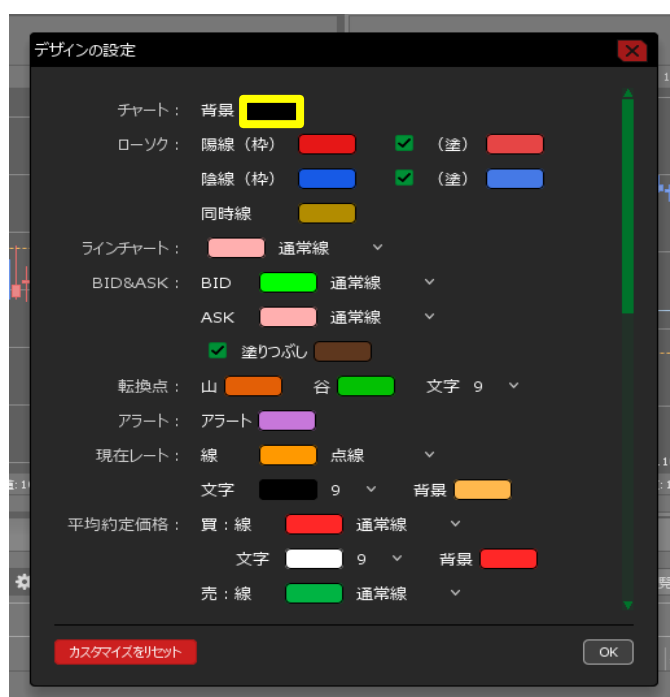 デザインの設定
チャート： 背景
ローソク： 陽線（枠） （塗）
陰線（枠） （塗）
同時線
ラインチャート： 通常線
BID&ASK： BID 通常線
ASK 通常線
塗りつぶし
転換点： 山 谷 文字 9
アラート： アラート
現在レート： 線 点線
文字 9 背景
平均約定価格： 買：線 通常線
文字 9 背景
売：線 通常線
カスタマイズをリセット OK